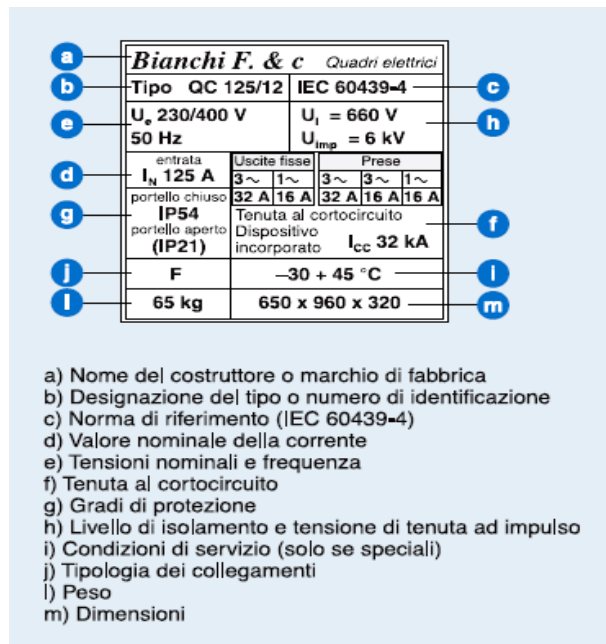 a
Bianchi F. & c Quadri elettrici
b
Tipo QC 125/12
IEC 60439-4
c
e
Ue 230/400 V
50 Hz
Ui = 660 V
Uimp = 6 kV
h
d
entrata
IN 125 A
Uscite fisse
Prese
3~ 1~ 3~ 3~ 1~
32 A 16 A 32 A 16 A 16 A
g
portello chiuso
IP54
portello aperto
(IP21)
Tenuta al cortocircuito
Dispositivo
incorporato Icc 32 kA
f
j
F
–30 + 45 °C
i
l
65 kg
650 x 960 x 320
m
a) Nome del costruttore o marchio di fabbrica
b) Designazione del tipo o numero di identificazione
c) Norma di riferimento (IEC 60439-4)
d) Valore nominale della corrente
e) Tensioni nominali e frequenza
f) Tenuta al cortocircuito
g) Gradi di protezione
h) Livello di isolamento e tensione di tenuta ad impulso
i) Condizioni di servizio (solo se speciali)
j) Tipologia dei collegamenti
l) Peso
m) Dimensioni